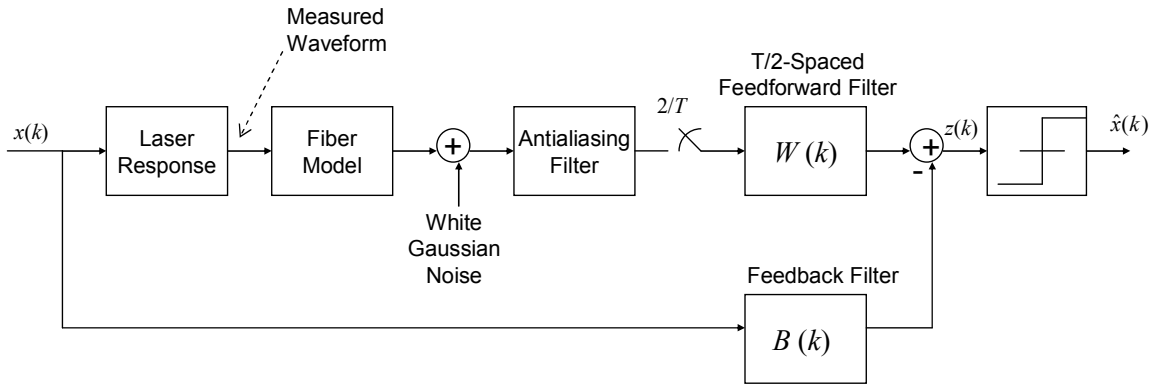 Measured
Waveform
x(k)
Laser
Response
Fiber
Model
+
White
Gaussian
Noise
Antialiasing
Filter
2/T
T/2-Spaced
Feedforward Filter
W (k)
+
-
z(k)
x̂(k)
Feedback Filter
B (k)